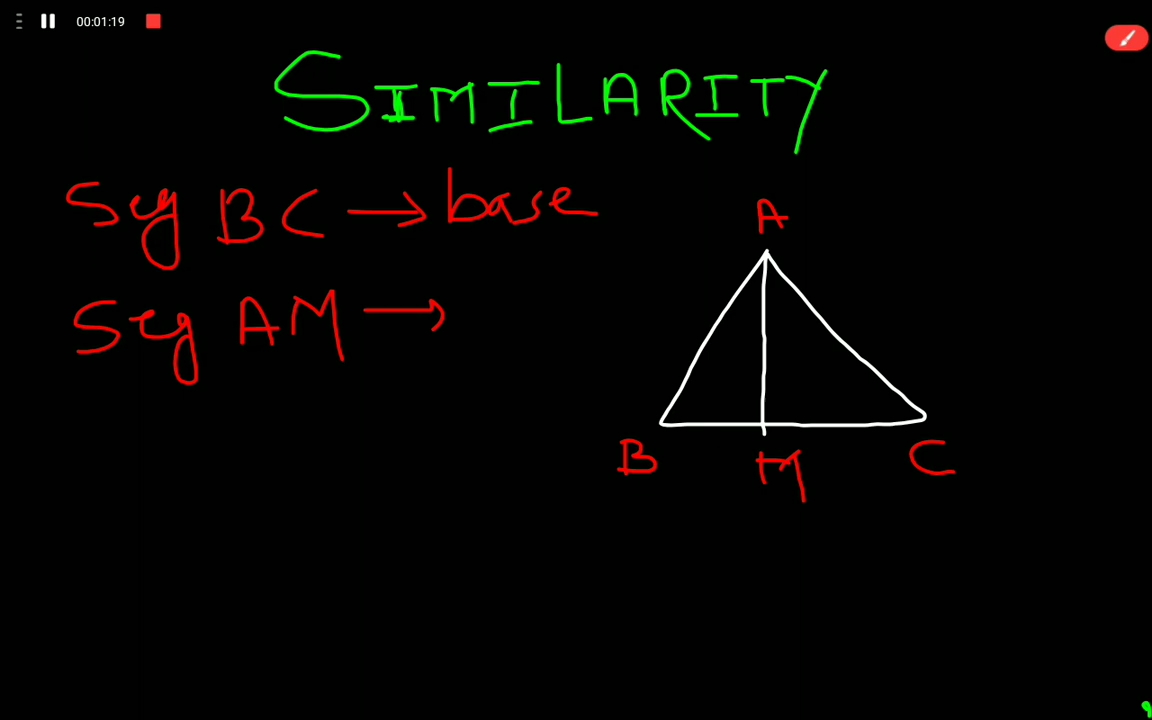 00:01:19
SIMILARITY
Seg BC → base
Seg AM →
A
B M C